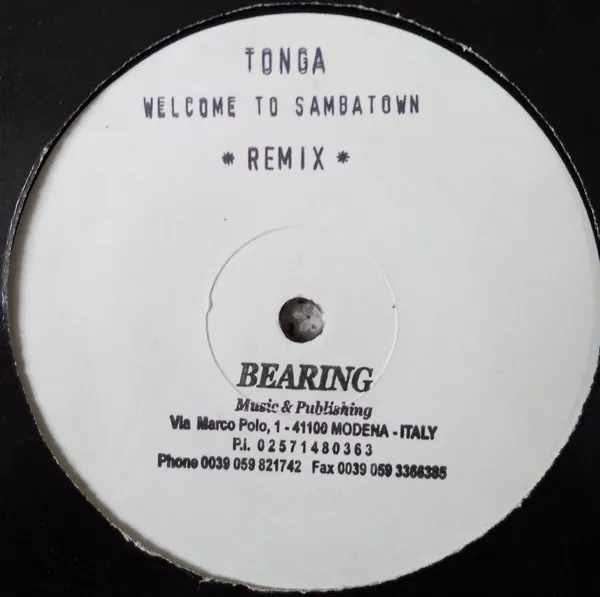 TONGA
WELCOME TO SAMBATOWN
* REMIX *
BEARING
Music & Publishing
Via Marco Polo, 1 - 41100 MODENA - ITALY
P.i. 02571480363
Phone 0039 059 821742 Fax 0039 059 3366385